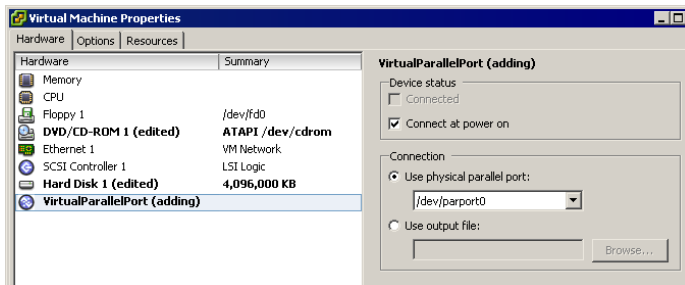 Virtual Machine Properties
Hardware Options Resources
Hardware Summary
Memory
CPU
Floppy 1 /dev/fd0
DVD/CD-ROM 1 (edited) ATAPI /dev/cdrom
Ethernet 1 VM Network
SCSI Controller 1 LSI Logic
Hard Disk 1 (edited) 4,096,000 KB
VirtualParallelPort (adding)
VirtualParallelPort (adding)
Device status
Connected
Connect at power on
Connection
Use physical parallel port:
/dev/parport0
Use output file:
Browse...